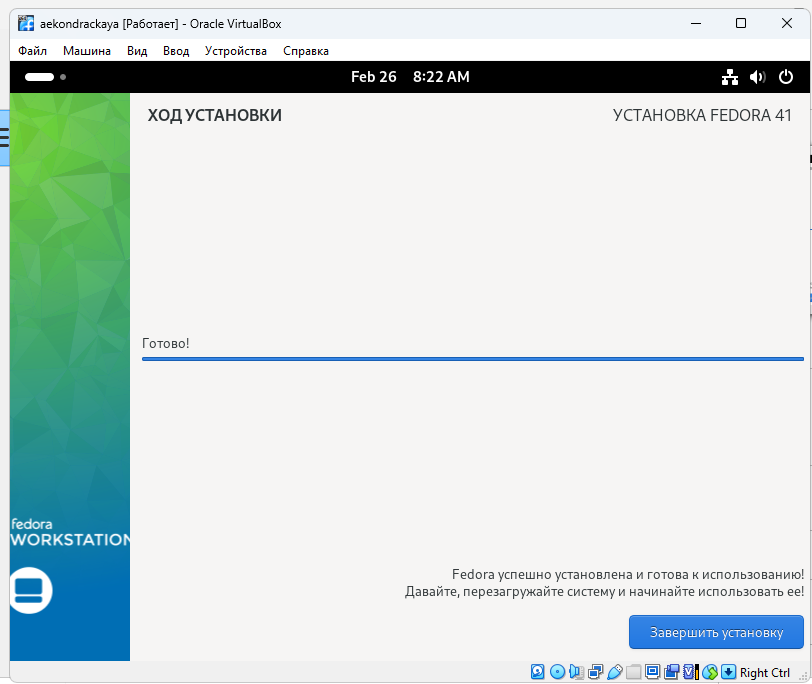 aekondrackaya [Работает] - Oracle VirtualBox
Файл Машина Вид Ввод Устройства Справка
Feb 26 8:22 AM
ХОД УСТАНОВКИ
УСТАНОВКА FEDORA 41
Готово!
fedora
WORKSTATION
Fedora успешно установлена и готова к использованию!
Давайте, перезагружайте систему и начинайте использовать ее!
Завершить установку
Right Ctrl